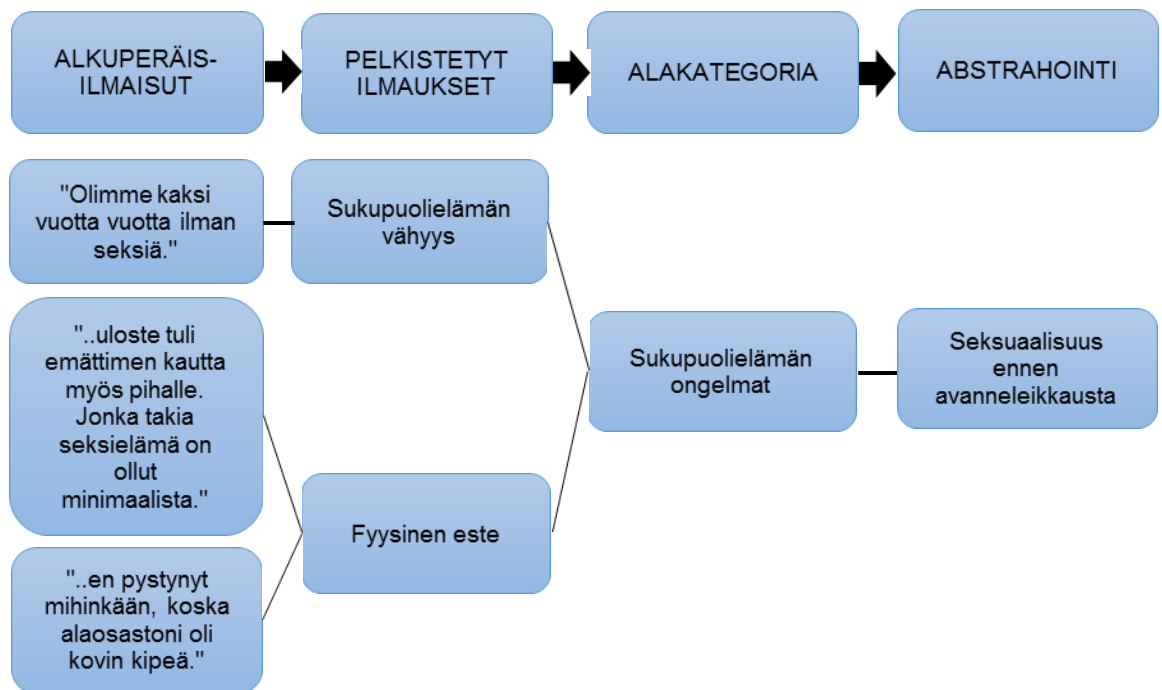 ALKUPERÄIS-
ILMAISUT
PELKISTETYT
ILMAUKSET
ALAKATEGORIA
ABSTRAHOINTI
"Olimme kaksi
vuotta vuotta ilman
seksiä."
Sukupuolielämän
vähyys
"..uloste tuli
emättimen kautta
myös pihalle.
Jonka takia
seksielämä on
ollut
minimaalista."
Sukupuolielämän
ongelmat
Seksuaalisuus
ennen
avanneleikkausta
Fyysinen este
"..en pystynyt
mihinkään, koska
alaosastoni oli
kovin kipeä."